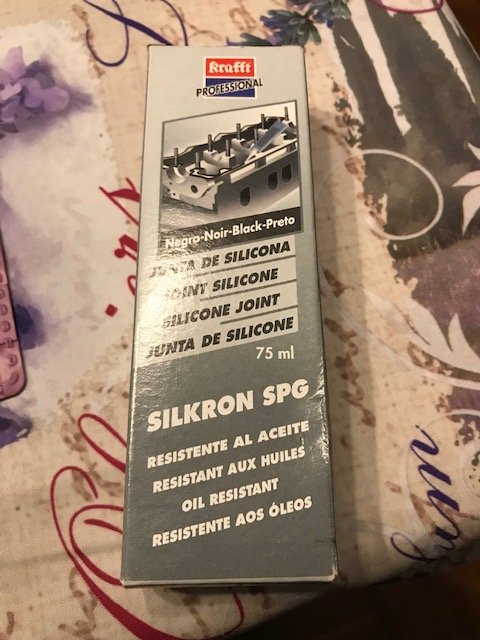 Krafft
PROFESSIONAL
Negro-Noir-Black-Preto
JUNTA DE SILICONA
JOINT SILICONE
SILICONE JOINT
JUNTA DE SILICONE
75 ml
SILKRON SPG
RESISTENTE AL ACEITE
RESISTANT AUX HUILES
OIL RESISTANT
RESISTENTE AOS ÓLEOS